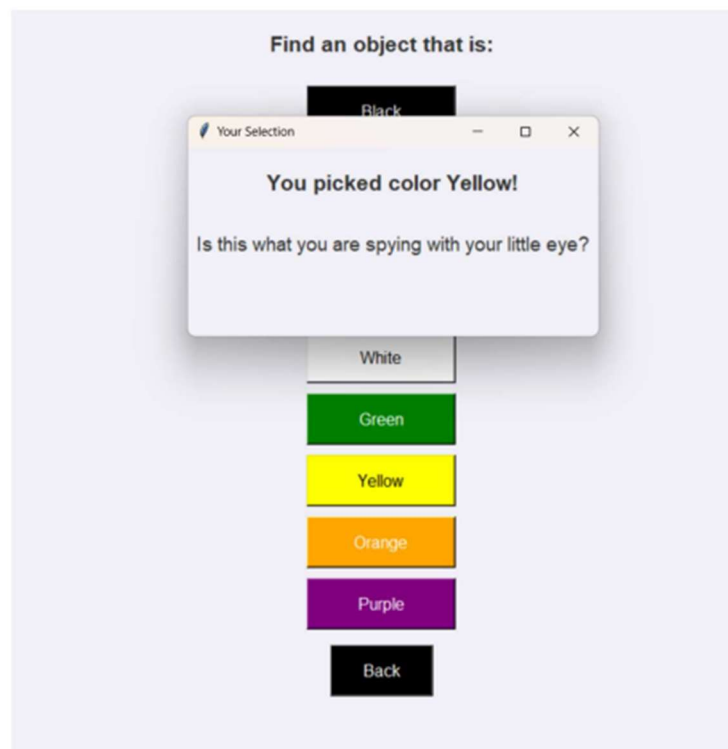 Find an object that is:
Black
Your Selection
You picked color Yellow!
Is this what you are spying with your little eye?
White
Green
Yellow
Orange
Purple
Back